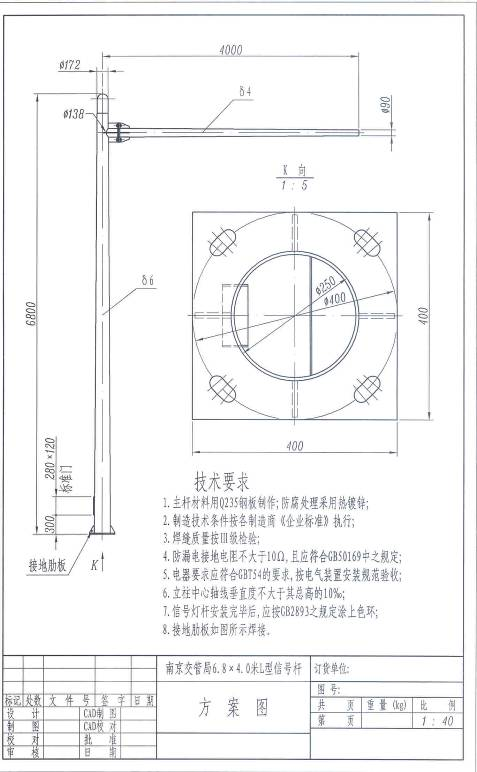 4000
ø172
δ4
ø90
ø138
K 向
1 : 5
δ6
6800
ø250
ø400
400
400
280×120
标准门
300
接地肋板
K
技术要求
1. 主杆材料用Q235钢板制作; 防腐处理采用热镀锌;
2. 制造技术条件按各制造商《企业标准》执行;
3. 焊缝质量按Ⅲ级检验;
4. 防漏电接地电阻不大于10Ω, 且应符合GB50169中之规定;
5. 电器要求应符合GBT54的要求, 按电气装置安装规范验收;
6. 立柱中心轴线垂直度不大于其总高的10‰;
7. 信号灯杆安装完毕后, 应按GB2893之规定涂上色环;
8. 接地肋板如图所示焊接.
南京交管局6.8×4.0米L型信号杆
订货单位:
方 案 图
图 号:
共 页 重 量 (kg) 比 例
第 页 1 : 40
标记 处数 文 件 号 签 字 日 期
设 计 CAD制 图
制 图 CAD校 对
校 对 批 准
审 核 日 期